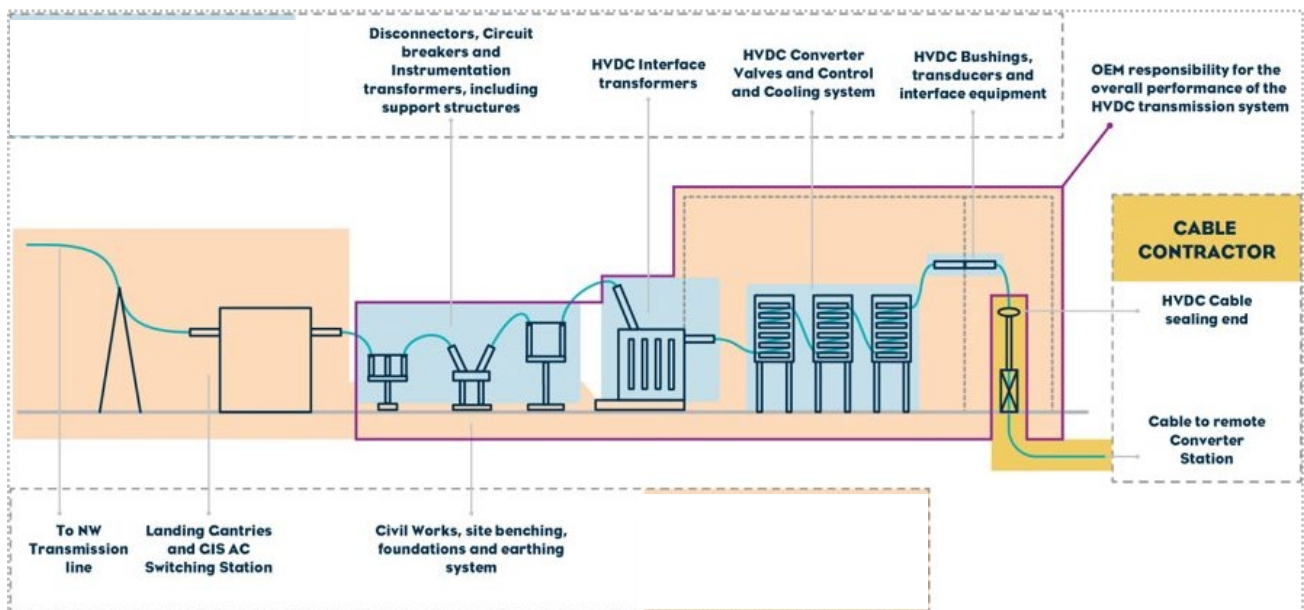 Disconnectors, Circuit
breakers and
Instrumentation
transformers, including
support structures
HVDC Interface
transformers
HVDC Converter
Valves and Control
and Cooling system
HVDC Bushings,
transducers and
interface equipment
OEM responsibility for the
overall performance of the
HVDC transmission system
CABLE
CONTRACTOR
HVDC Cable
sealing end
Cable to remote
Converter
Station
To NW
Transmission
line
Landing Gantries
and GIS AC
Switching Station
Civil Works, site benching,
foundations and earthing
system